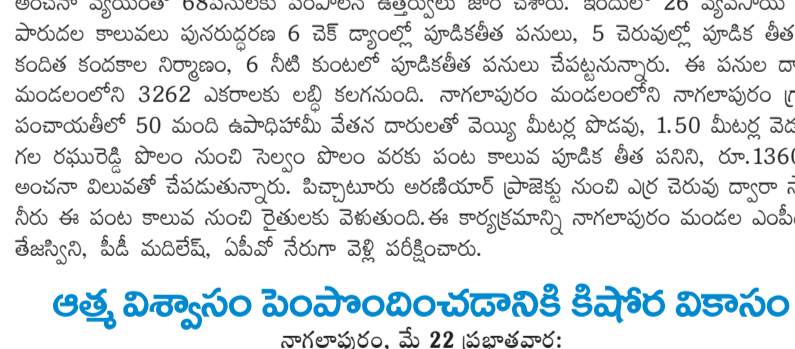 అంచనా వ్యయంతో 68పనులకు పరిపాలన ఉత్తర్వులు జారీ చేశారు. ఇందులో 26 వ్యవసాయ
పారుదల కాలువలు పునరుద్ధరణ 6 చెక్ డ్యాంల్లో పూడికతీత పనులు, 5 చెరువుల్లో పూడిక తీత
కందిత కందకాల నిర్మాణం, 6 నీటి కుంటలో పూడికతీత పనులు చేపట్టనున్నారు. ఈ పనుల
మండలంలోని 3262 ఎకరాలకు లబ్ధి కలగనుంది. నాగలాపురం మండలంలోని నాగలాపురం
పంచాయతీలో 50 మంది ఉపాధిహామీ వేతన దారులతో వెయ్యి మీటర్ల పొడవు, 1.50 మీటర్ల
గల రఘురెడ్డి పొలం నుంచి సెల్వం పొలం వరకు పంట కాలువ పూడిక తీత పనిని, రూ.1360
అంచనా విలువతో చేపడుతున్నారు. పిచ్చాటూరు అరణియార్ ప్రాజెక్టు నుంచి ఎర్ర చెరువు ద్వారా
నీరు ఈ పంట కాలువ నుంచి రైతులకు వెళుతుంది.ఈ కార్యక్రమాన్ని నాగలాపురం మండల
తేజస్విని, పీడీ మదిలేష్, ఏపీవో నేరుగా వెళ్లి పరీక్షించారు.
ఆత్మ విశ్వాసం పెంపొందించడానికి కిషోర వికాసం
నాగలాపురం, మే 22 ప్రభాతవార: